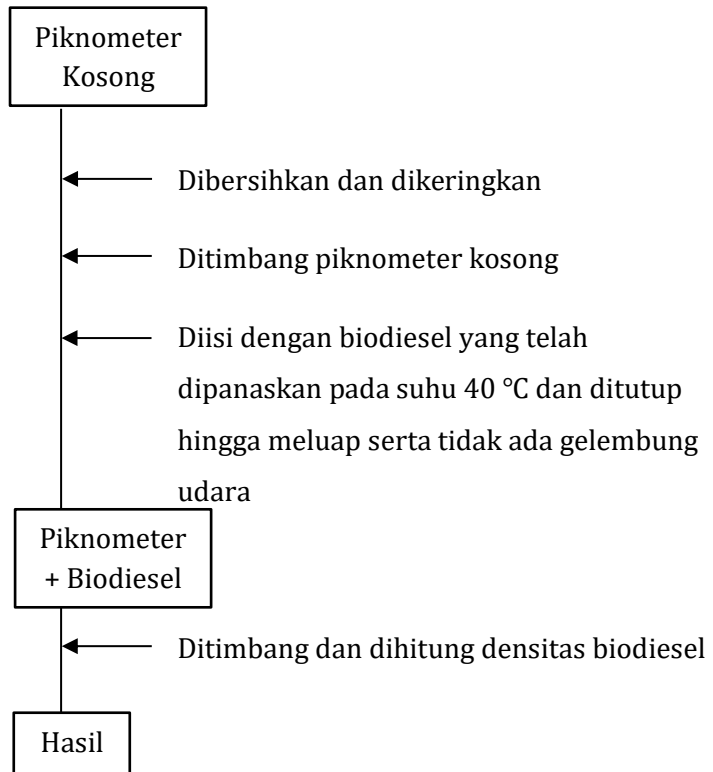 Piknometer
Kosong
Dibersihkan dan dikeringkan
Ditimbang piknometer kosong
Diisi dengan biodiesel yang telah
dipanaskan pada suhu 40 ℃ dan ditutup
hingga meluap serta tidak ada gelembung
udara
Piknometer
+ Biodiesel
Ditimbang dan dihitung densitas biodiesel
Hasil